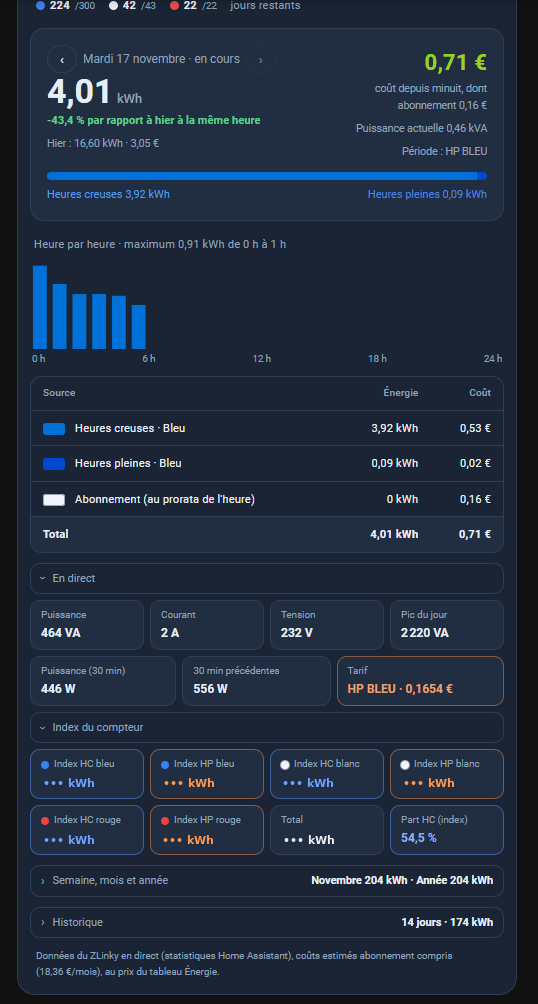 224 /300 42 /43 22 /22 jours restants
‹ Mardi 17 novembre · en cours ›
0,71 €
4,01 kWh
coût depuis minuit, dont
abonnement 0,16 €
-43,4 % par rapport à hier à la même heure
Puissance actuelle 0,46 kVA
Hier : 16,60 kWh · 3,05 €
Période : HP BLEU
Heures creuses 3,92 kWh Heures pleines 0,09 kWh
Heure par heure · maximum 0,91 kWh de 0 h à 1 h
0 h 6 h 12 h 18 h 24 h
Source Énergie Coût
Heures creuses · Bleu 3,92 kWh 0,53 €
Heures pleines · Bleu 0,09 kWh 0,02 €
Abonnement (au prorata de l'heure) 0 kWh 0,16 €
Total 4,01 kWh 0,71 €
En direct
Puissance Courant Tension Pic du jour
464 VA 2 A 232 V 2 220 VA
Puissance (30 min) 30 min précédentes Tarif
446 W 556 W HP BLEU · 0,1654 €
Index du compteur
Index HC bleu Index HP bleu Index HC blanc Index HP blanc
••• kWh ••• kWh ••• kWh ••• kWh
Index HC rouge Index HP rouge Total Part HC (index)
••• kWh ••• kWh ••• kWh 54,5 %
› Semaine, mois et année Novembre 204 kWh · Année 204 kWh
› Historique 14 jours · 174 kWh
Données du ZLinky en direct (statistiques Home Assistant), coûts estimés abonnement compris
(18,36 €/mois), au prix du tableau Énergie.